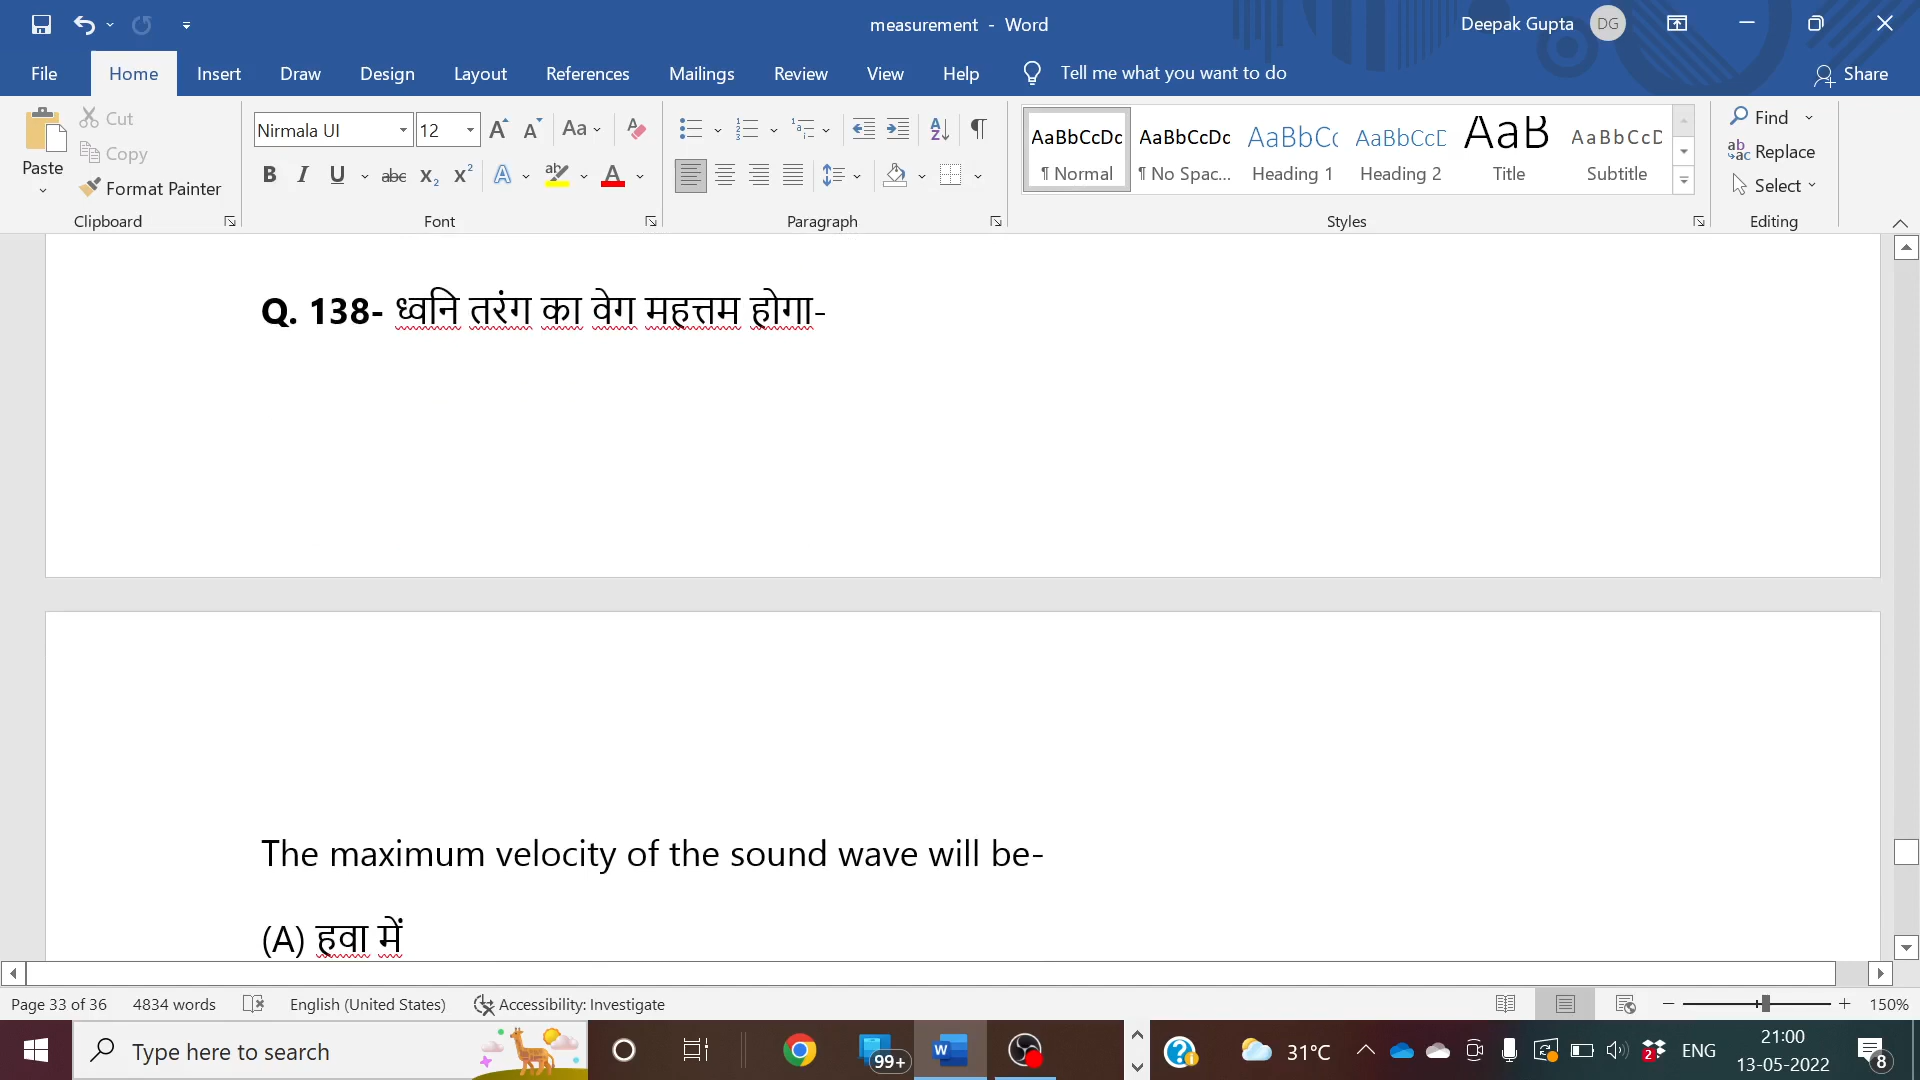 measurement - Word
Deepak Gupta DG
File Home Insert Draw Design Layout References Mailings Review View Help Tell me what you want to do Share
Paste Cut Copy Format Painter Clipboard
Nirmala UI 12 Font
Paragraph
AaBbCcDc ¶ Normal
AaBbCcDc ¶ No Spac...
Heading 1
Heading 2
AaB Title
AaBbCcD Subtitle
Styles
Find
Replace
Select
Editing
Q. 138- ध्वनि तरंग का वेग महत्तम होगा-
The maximum velocity of the sound wave will be-
(A) हवा में
Page 33 of 36 4834 words English (United States) Accessibility: Investigate 150%
Type here to search 99+ 31°C 2 ENG 21:00 13-05-2022 8